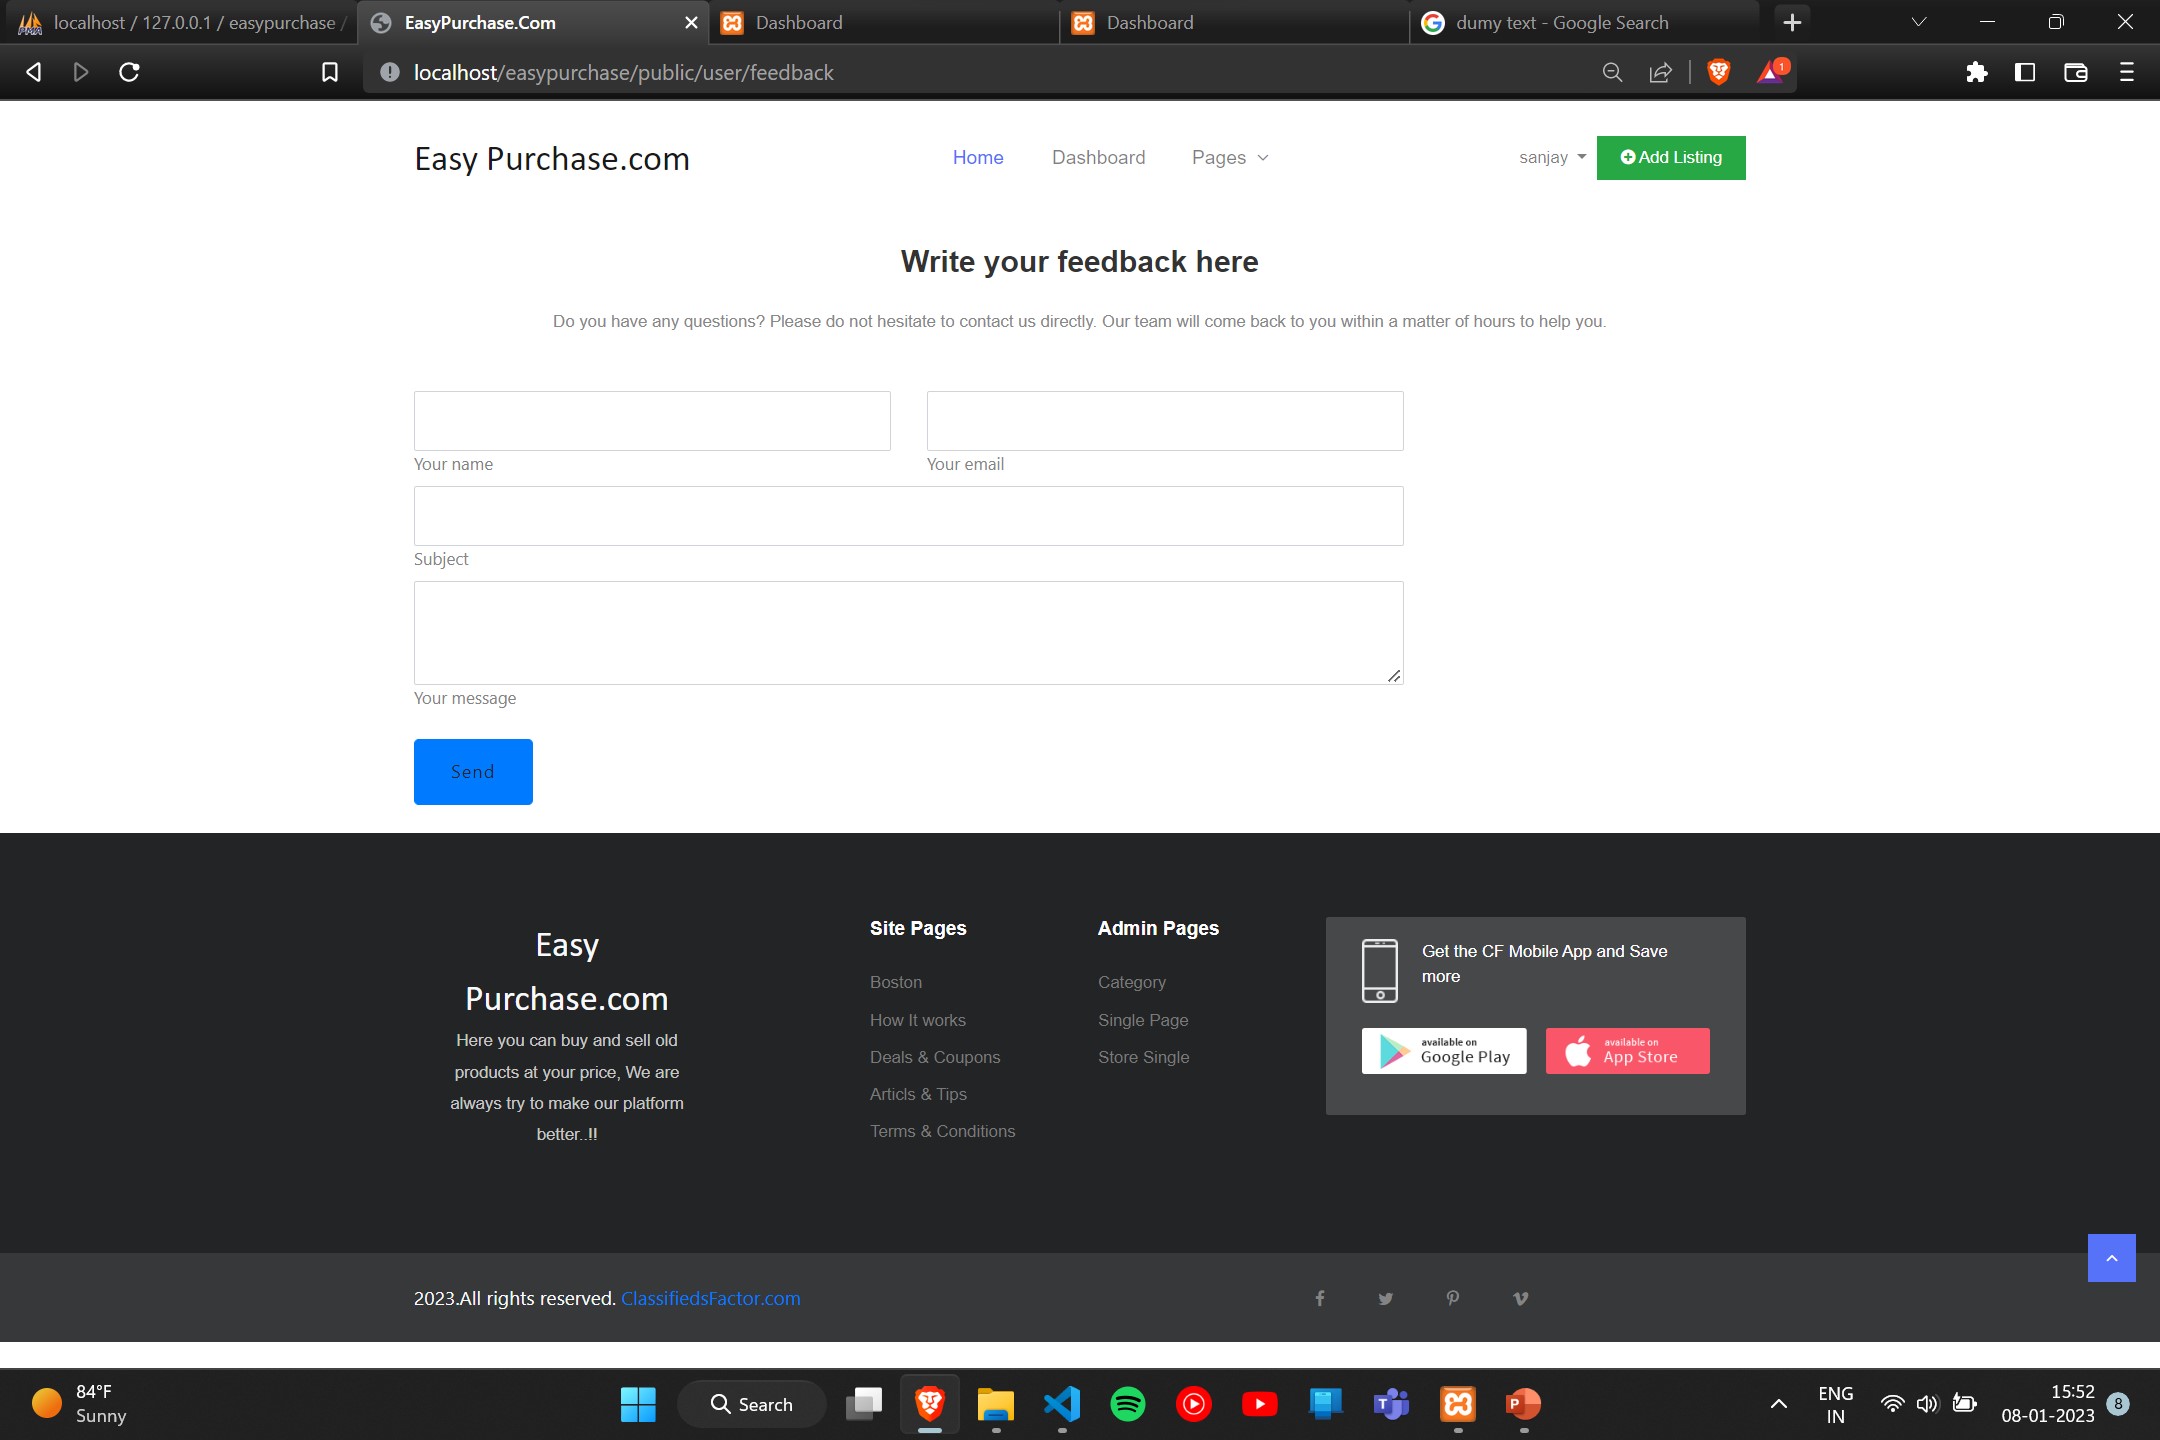 localhost / 127.0.0.1 / easypurchase /
EasyPurchase.Com
Dashboard
Dashboard
dumy text - Google Search
localhost/easypurchase/public/user/feedback
1
Easy Purchase.com
Home
Dashboard
Pages
sanjay
Add Listing
Write your feedback here
Do you have any questions? Please do not hesitate to contact us directly. Our team will come back to you within a matter of hours to help you.
Your name
Your email
Subject
Your message
Send
Easy
Purchase.com
Here you can buy and sell old
products at your price, We are
always try to make our platform
better..!!
Site Pages
Boston
How It works
Deals & Coupons
Articls & Tips
Terms & Conditions
Admin Pages
Category
Single Page
Store Single
Get the CF Mobile App and Save
more
available on
Google Play
available on
App Store
2023.All rights reserved. ClassifiedsFactor.com
84°F
Sunny
Search
ENG
IN
15:52
08-01-2023
8